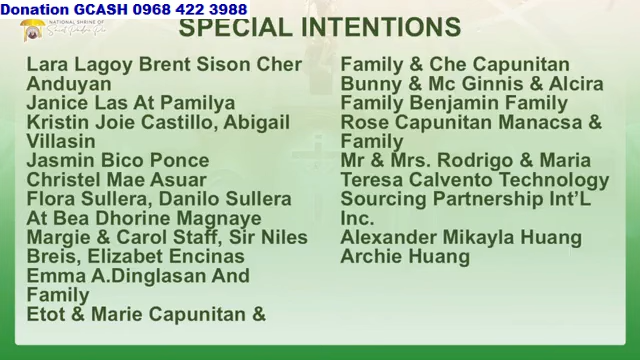 Donation GCASH 0968 422 3988
NATIONAL SHRINE OF
SPECIAL INTENTIONS
Lara Lagoy Brent Sison Cher
Anduyan
Janice Las At Pamilya
Kristin Joie Castillo, Abigail
Villasin
Jasmin Bico Ponce
Christel Mae Asuar
Flora Sullera, Danilo Sullera
At Bea Dhorine Magnaye
Margie & Carol Staff, Sir Niles
Breis, Elizabet Encinas
Emma A.Dinglasan And
Family
Etot & Marie Capunitan &
Family & Che Capunitan
Bunny & Mc Ginnis & Alcira
Family Benjamin Family
Rose Capunitan Manacsa &
Family
Mr & Mrs. Rodrigo & Maria
Teresa Calvento Technology
Sourcing Partnership Int’L
Inc.
Alexander Mikayla Huang
Archie Huang